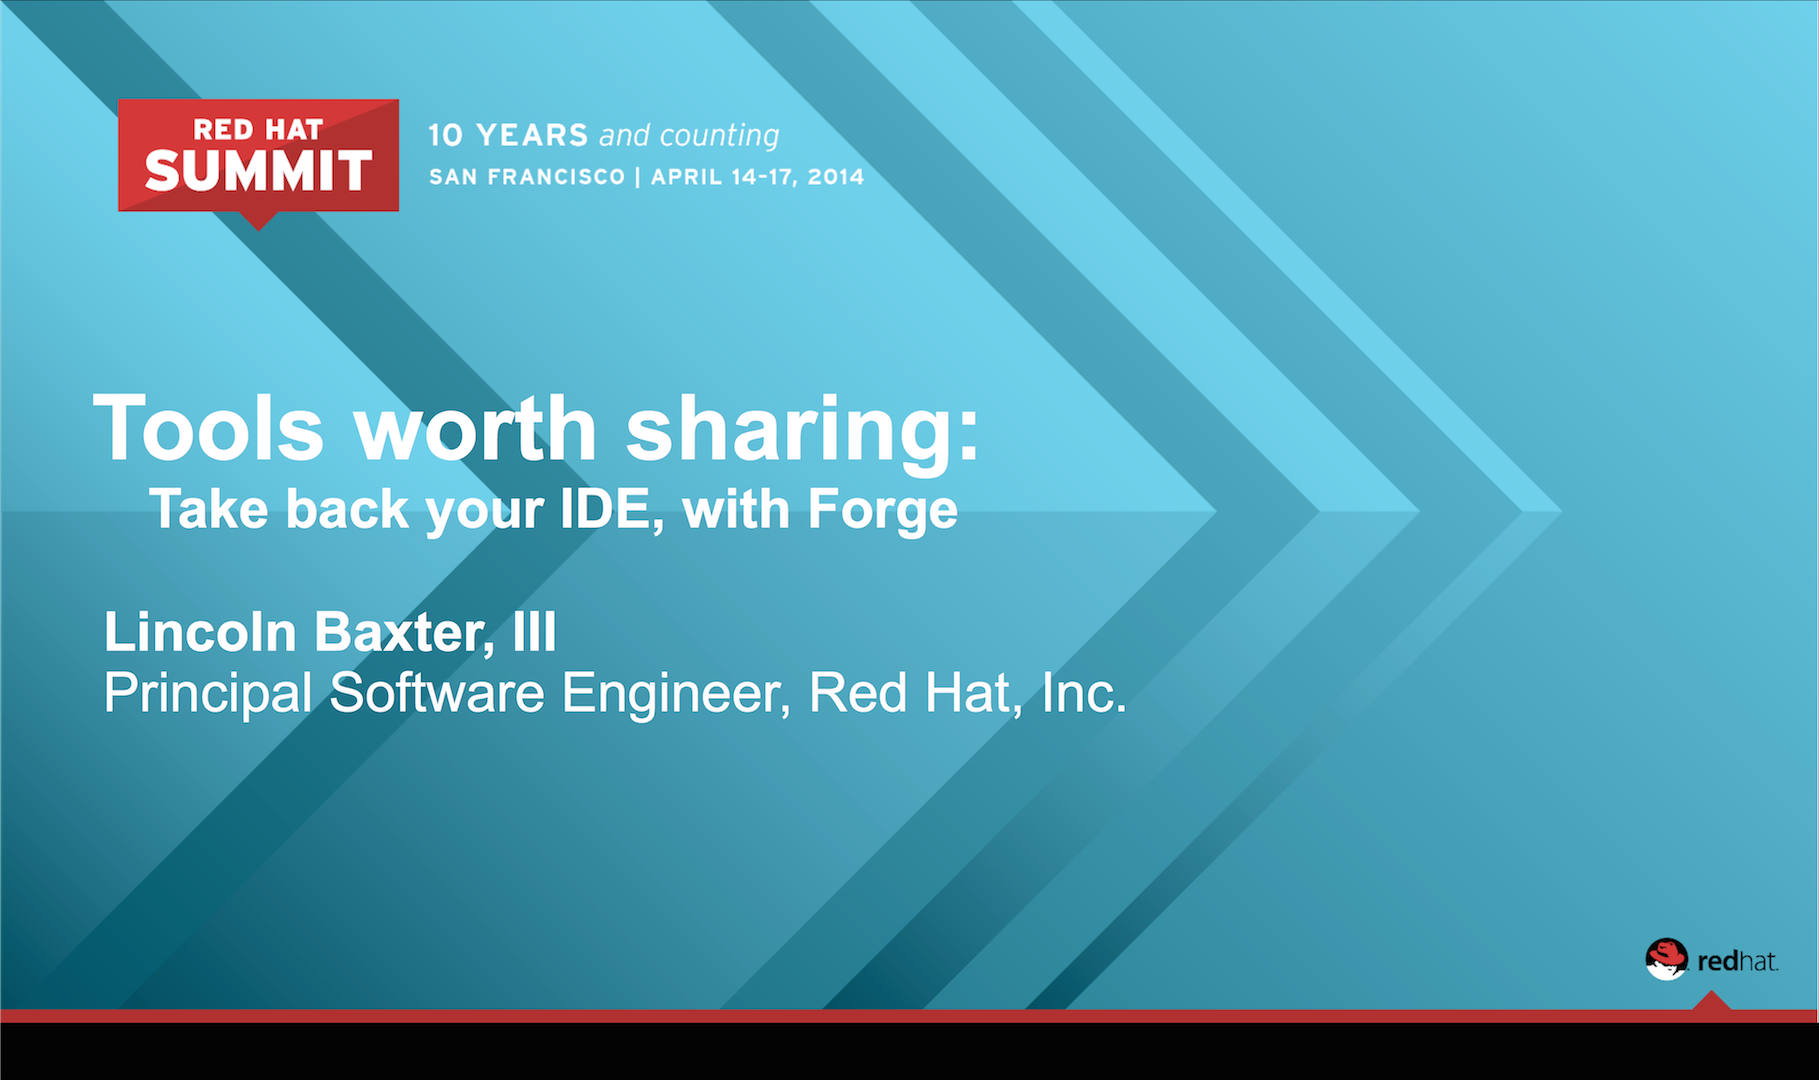 RED HAT
SUMMIT
10 YEARS and counting
SAN FRANCISCO | APRIL 14-17, 2014
Tools worth sharing:
Take back your IDE, with Forge
Lincoln Baxter, III
Principal Software Engineer, Red Hat, Inc.
redhat.